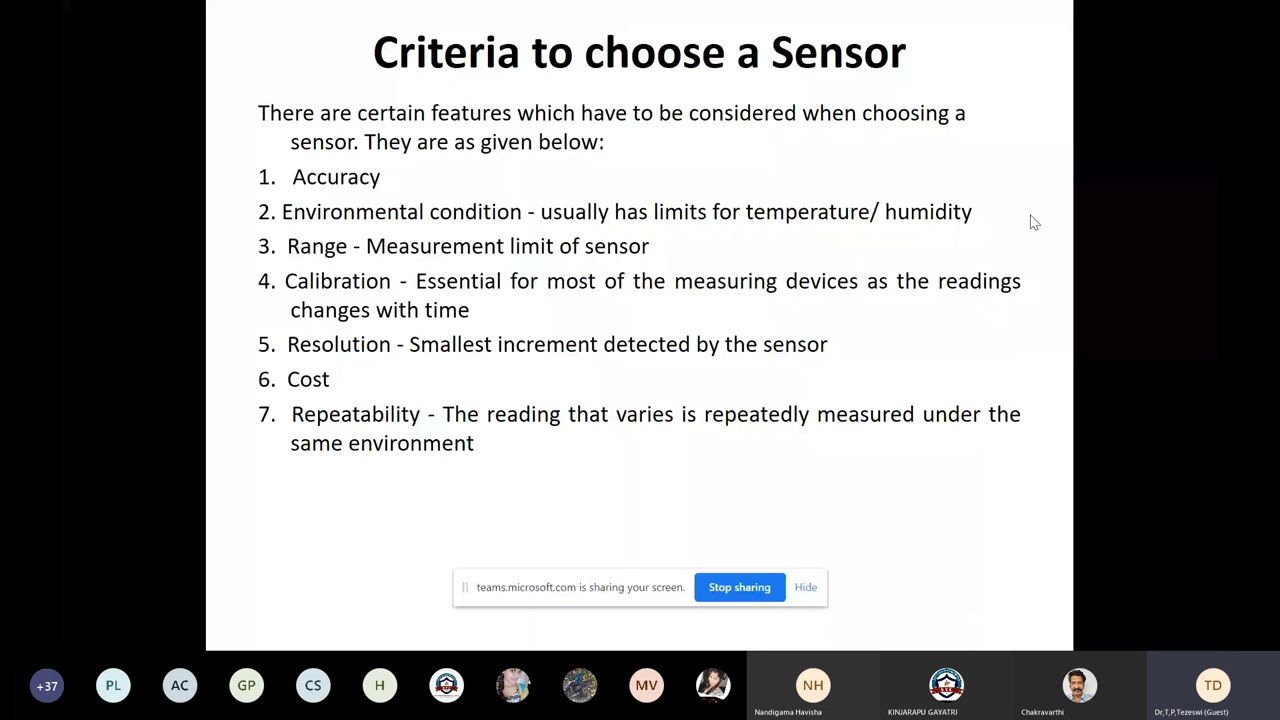 Criteria to choose a Sensor
There are certain features which have to be considered when choosing a
sensor. They are as given below:
1. Accuracy
2. Environmental condition - usually has limits for temperature/ humidity
3. Range - Measurement limit of sensor
4. Calibration - Essential for most of the measuring devices as the readings
changes with time
5. Resolution - Smallest increment detected by the sensor
6. Cost
7. Repeatability - The reading that varies is repeatedly measured under the
same environment
teams.microsoft.com is sharing your screen. Stop sharing Hide
+37 PL AC GP CS H MV NH TD
Nandigama Havisha KINJARAPU GAYATRI Chakravarthi Dr,T,P,Tezeswi (Guest)